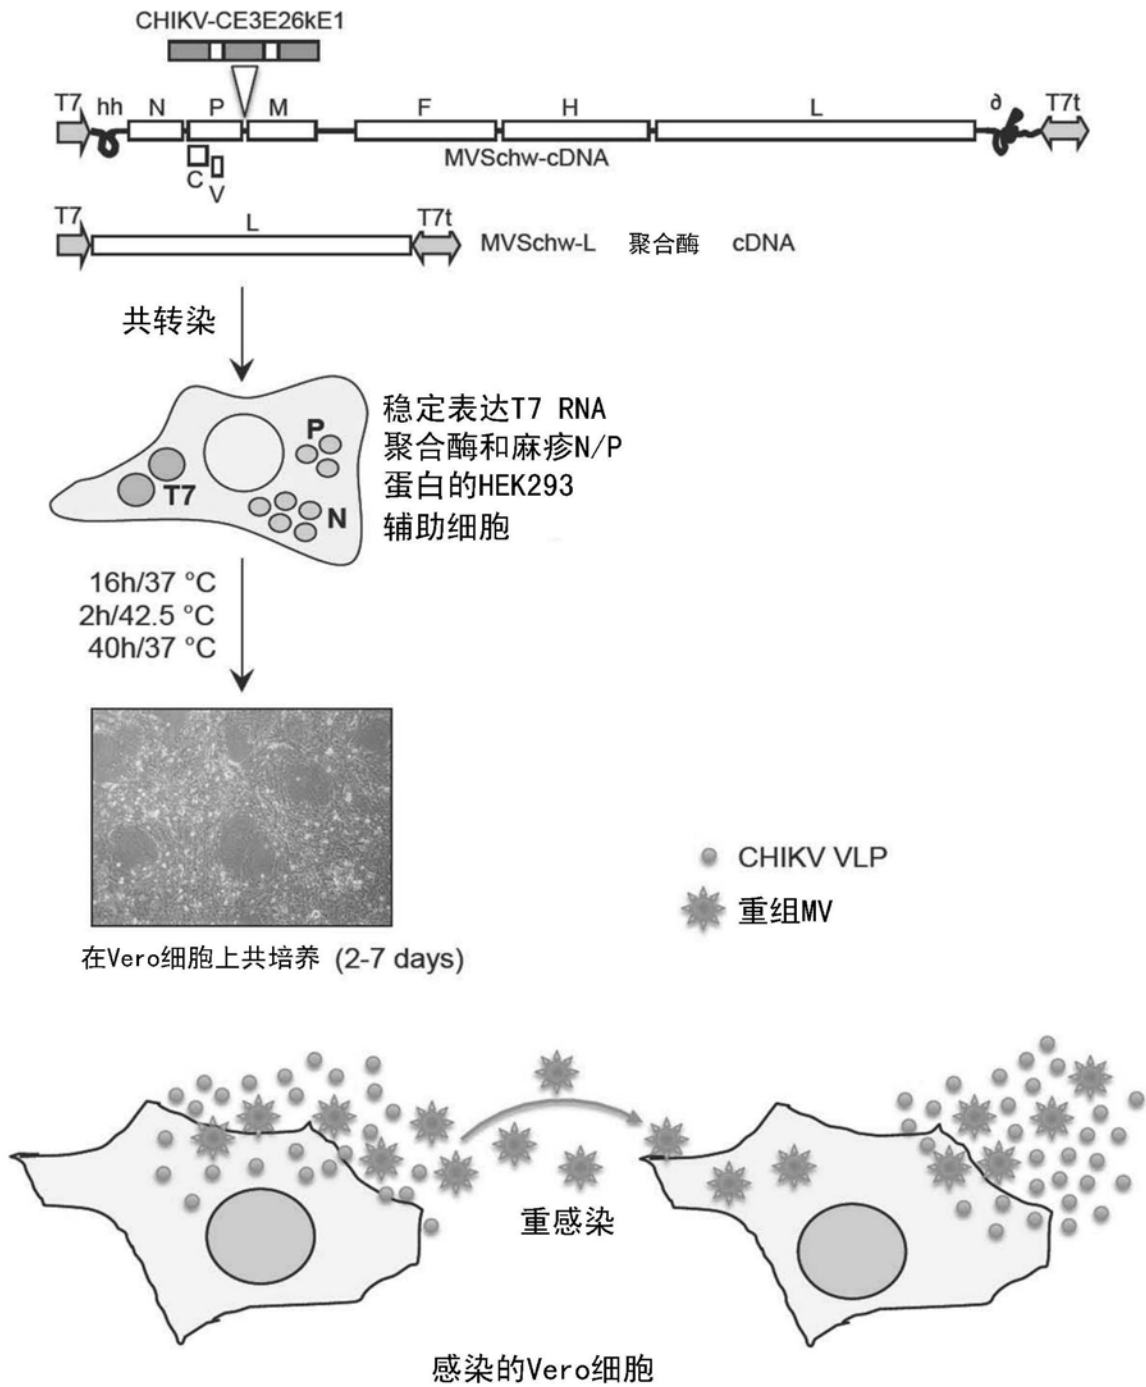 CHIKV-CE3E26kE1
T7 hh N P M F H L ∂ T7t
MVSchw-cDNA
C
V
T7 L T7t
MVSchw-L 聚合酶 cDNA
共转染
稳定表达T7 RNA
聚合酶和麻疹N/P
蛋白的HEK293
辅助细胞
P
T7
N
16h/37 °C
2h/42.5 °C
40h/37 °C
CHIKV VLP
重组MV
在Vero细胞上共培养 (2-7 days)
重感染
感染的Vero细胞